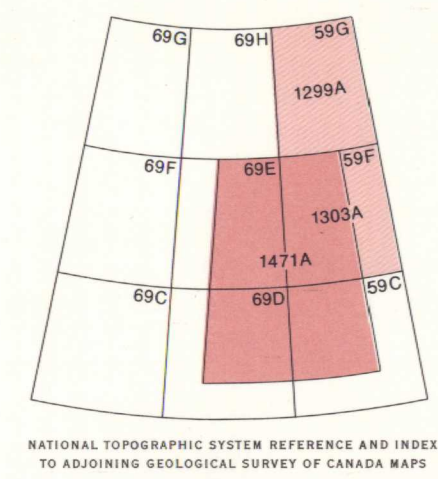 69G 69H 59G
1299A
69F 69E 59F
1303A
1471A
69C 69D 59C
NATIONAL TOPOGRAPHIC SYSTEM REFERENCE AND INDEX
TO ADJOINING GEOLOGICAL SURVEY OF CANADA MAPS